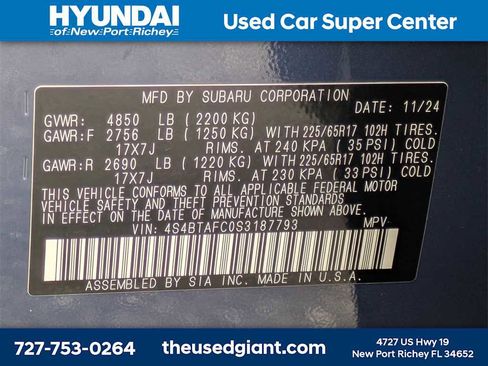 HYUNDAI
of New Port Richey
Used Car Super Center
MFD BY SUBARU CORPORATION
DATE: 11/24
GVWR: 4850 LB (2200 KG)
GAWR:F 2756 LB (1250 KG) WITH 225/65R17 102H TIRES.
17X7J RIMS. AT 240 KPA (35 PSI) COLD
GAWR:R 2690 LB (1220 KG) WITH 225/65R17 102H TIRES.
17X7J RIMS. AT 230 KPA (33 PSI) COLD
THIS VEHICLE CONFORMS TO ALL APPLICABLE FEDERAL MOTOR
VEHICLE SAFETY AND THEFT PREVENTION STANDARDS
IN EFFECT ON THE DATE OF MANUFACTURE SHOWN ABOVE.
VIN: 4S4BTAFC0S3187793 MPV
ASSEMBLED BY SIA INC. MADE IN U.S.A.
727-753-0264
theusedgiant.com
4727 US Hwy 19
New Port Richey FL 34652